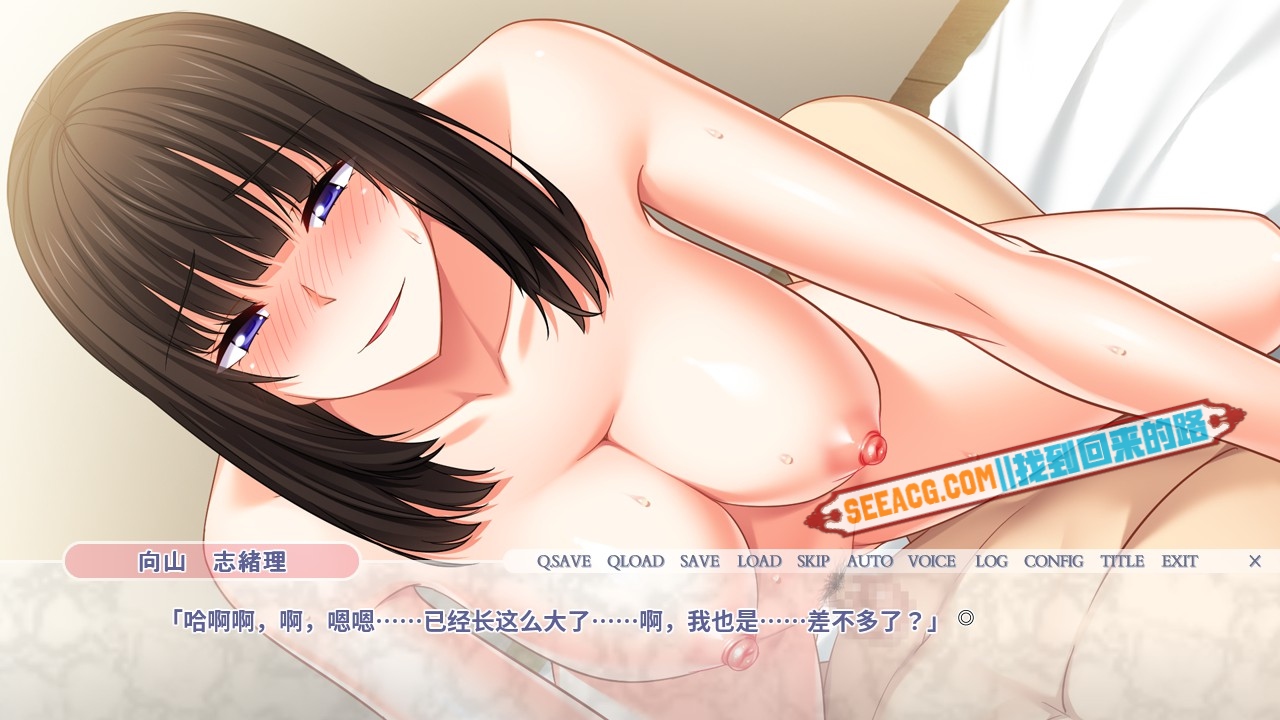 SEEACG.COM||找到回来的路
向山　志緒理
QSAVE QLOAD SAVE LOAD SKIP AUTO VOICE LOG CONFIG TITLE EXIT ×
「哈啊啊，啊，嗯嗯……已经长这么大了……啊，我也是……差不多了？」